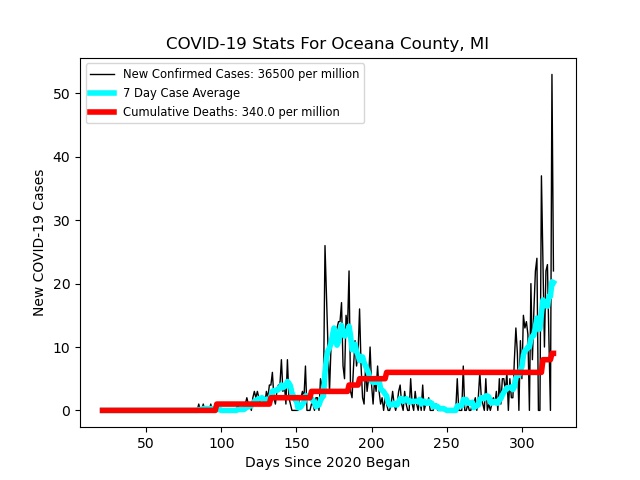 COVID-19 Stats For Oceana County, MI
New Confirmed Cases: 36500 per million
7 Day Case Average
Cumulative Deaths: 340.0 per million
New COVID-19 Cases
50
40
30
20
10
0
50 100 150 200 250 300
Days Since 2020 Began